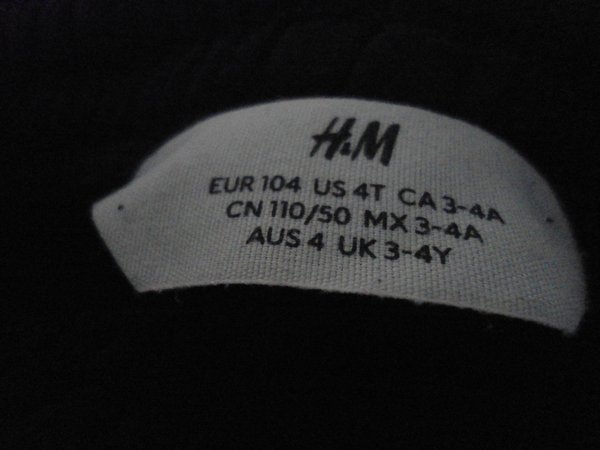 H&M
EUR 104 US 4T CA 3-4A
CN 110/50 MX 3-4A
AUS 4 UK 3-4Y